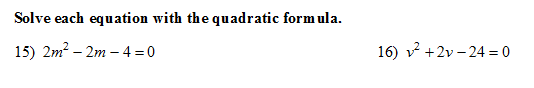 Solve each equation with the quadratic formula.
15) 2m² – 2m – 4 = 0 16) v² + 2v – 24 = 0